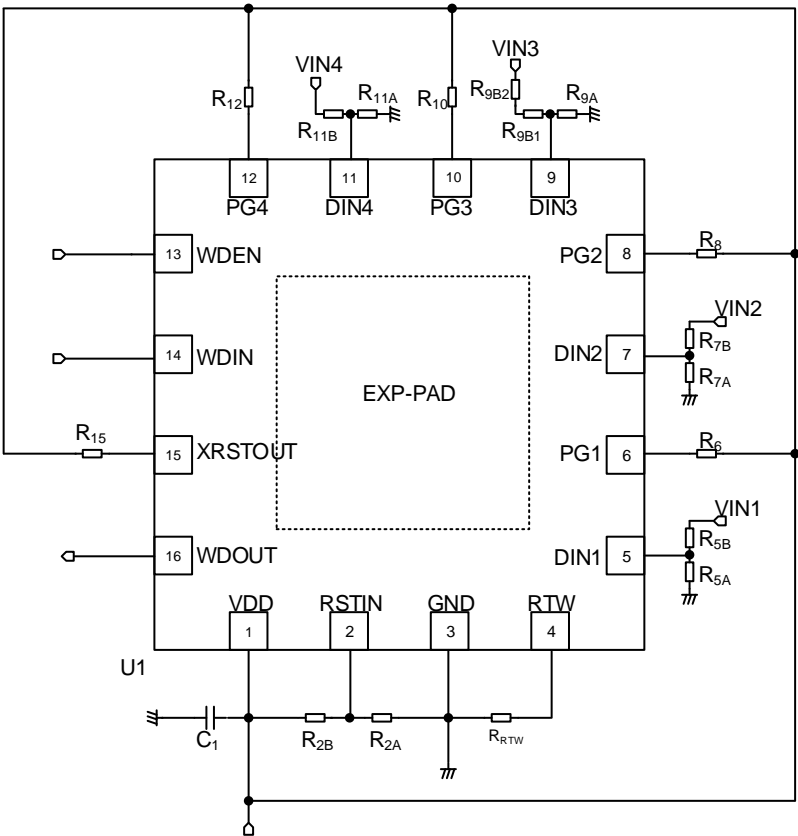 VIN4
VIN3
R12
R11A
R10
R9B2
R9A
R11B
R9B1
12
11
10
9
PG4
DIN4
PG3
DIN3
13
WDEN
PG2
8
R8
VIN2
14
WDIN
DIN2
7
R7B
R7A
EXP-PAD
R15
15
XRSTOUT
PG1
6
R6
VIN1
16
WDOUT
DIN1
5
R5B
R5A
VDD
RSTIN
GND
RTW
1
2
3
4
U1
C1
R2B
R2A
RRTW